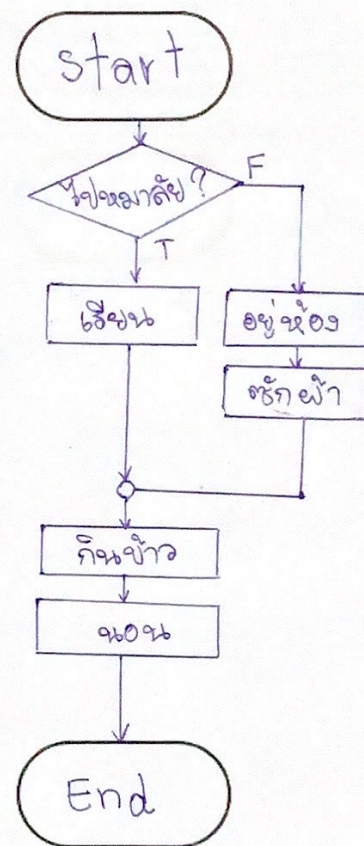 Start
ไปหมาลัย?
F
T
เรียน
อยู่ห้อง
ซักผ้า
กินข้าว
นอน
End